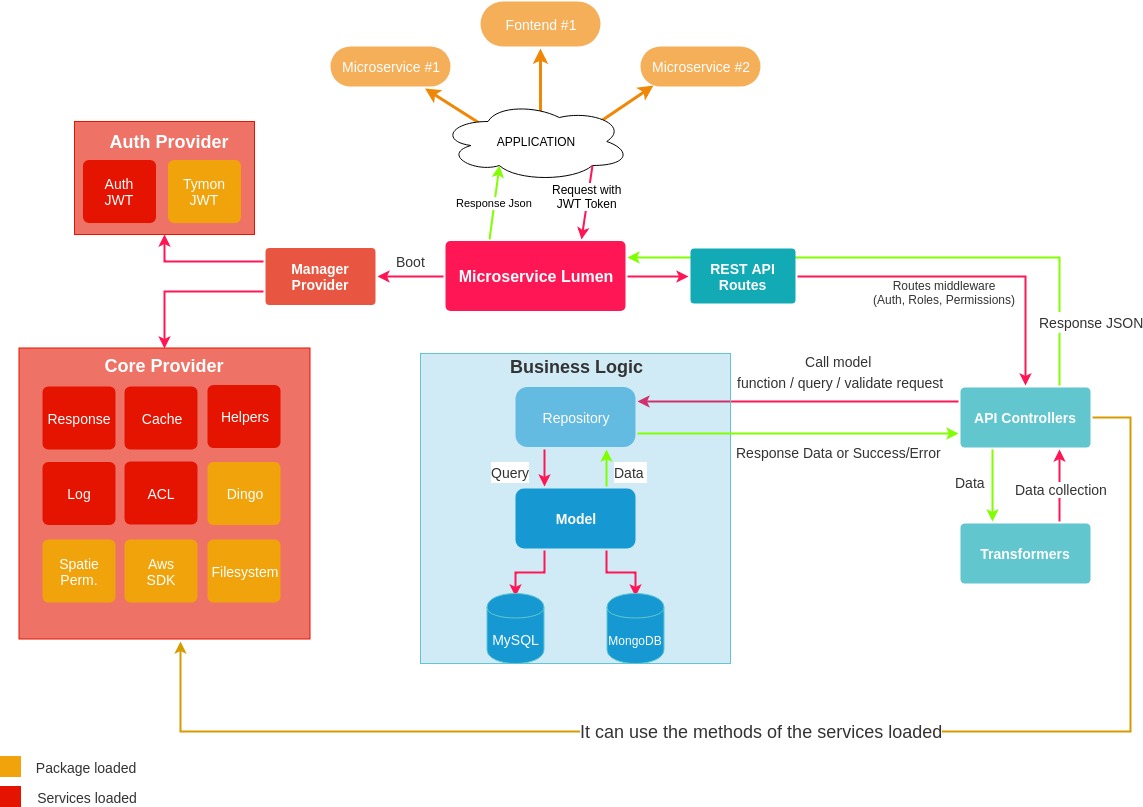 Fontend #1
Microservice #1
Microservice #2
APPLICATION
Auth Provider
Auth
JWT
Tymon
JWT
Response Json
Request with
JWT Token
Manager
Provider
Boot
Microservice Lumen
REST API
Routes
Routes middleware
(Auth, Roles, Permissions)
Response JSON
Core Provider
Response
Cache
Helpers
Log
ACL
Dingo
Spatie
Perm.
Aws
SDK
Filesystem
Business Logic
Repository
Query
Data
Model
MySQL
MongoDB
Call model
function / query / validate request
Response Data or Success/Error
API Controllers
Data
Data collection
Transformers
It can use the methods of the services loaded
Package loaded
Services loaded